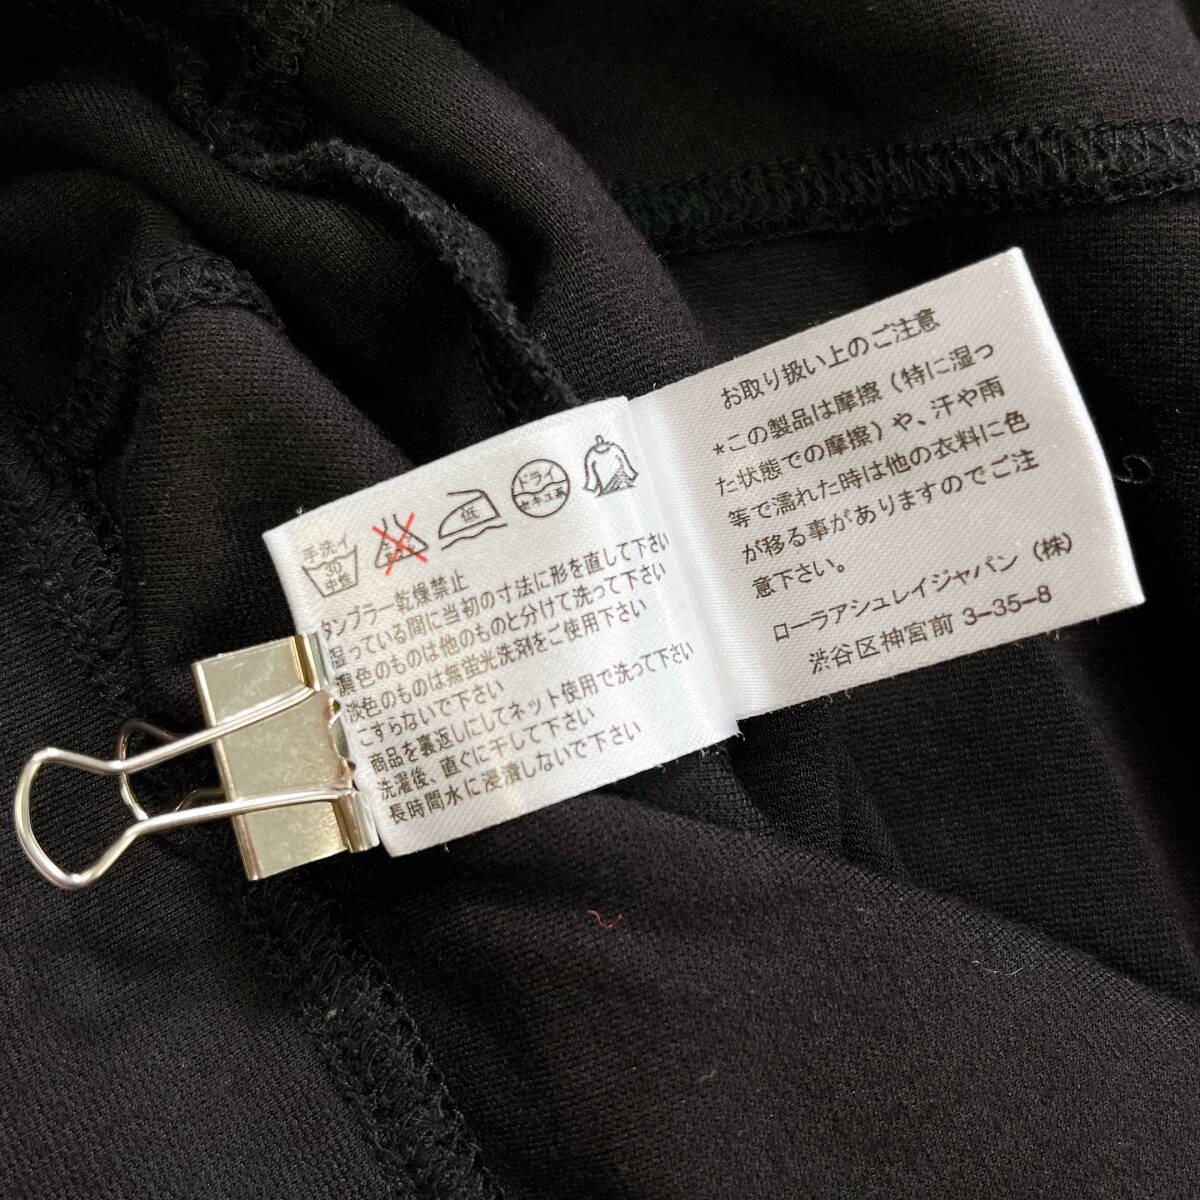 手洗イ
30
中性
低
ドライ
セキユ系
タンブラー乾燥禁止
湿っている間に当初の寸法に形を直して下さい
濃色のものは他のものと分けて洗って下さい
淡色のものは無蛍光洗剤をご使用下さい
こすらないで下さい
商品を裏返しにしてネット使用で洗って下さい
洗濯後、直ぐに干して下さい
長時間水に浸漬しないで下さい
お取り扱い上のご注意
*この製品は摩擦（特に湿っ
た状態での摩擦）や、汗や雨
等で濡れた時は他の衣料に色
が移る事がありますのでご注
意下さい。
ローラアシュレイジャパン（株）
渋谷区神宮前 3-35-8